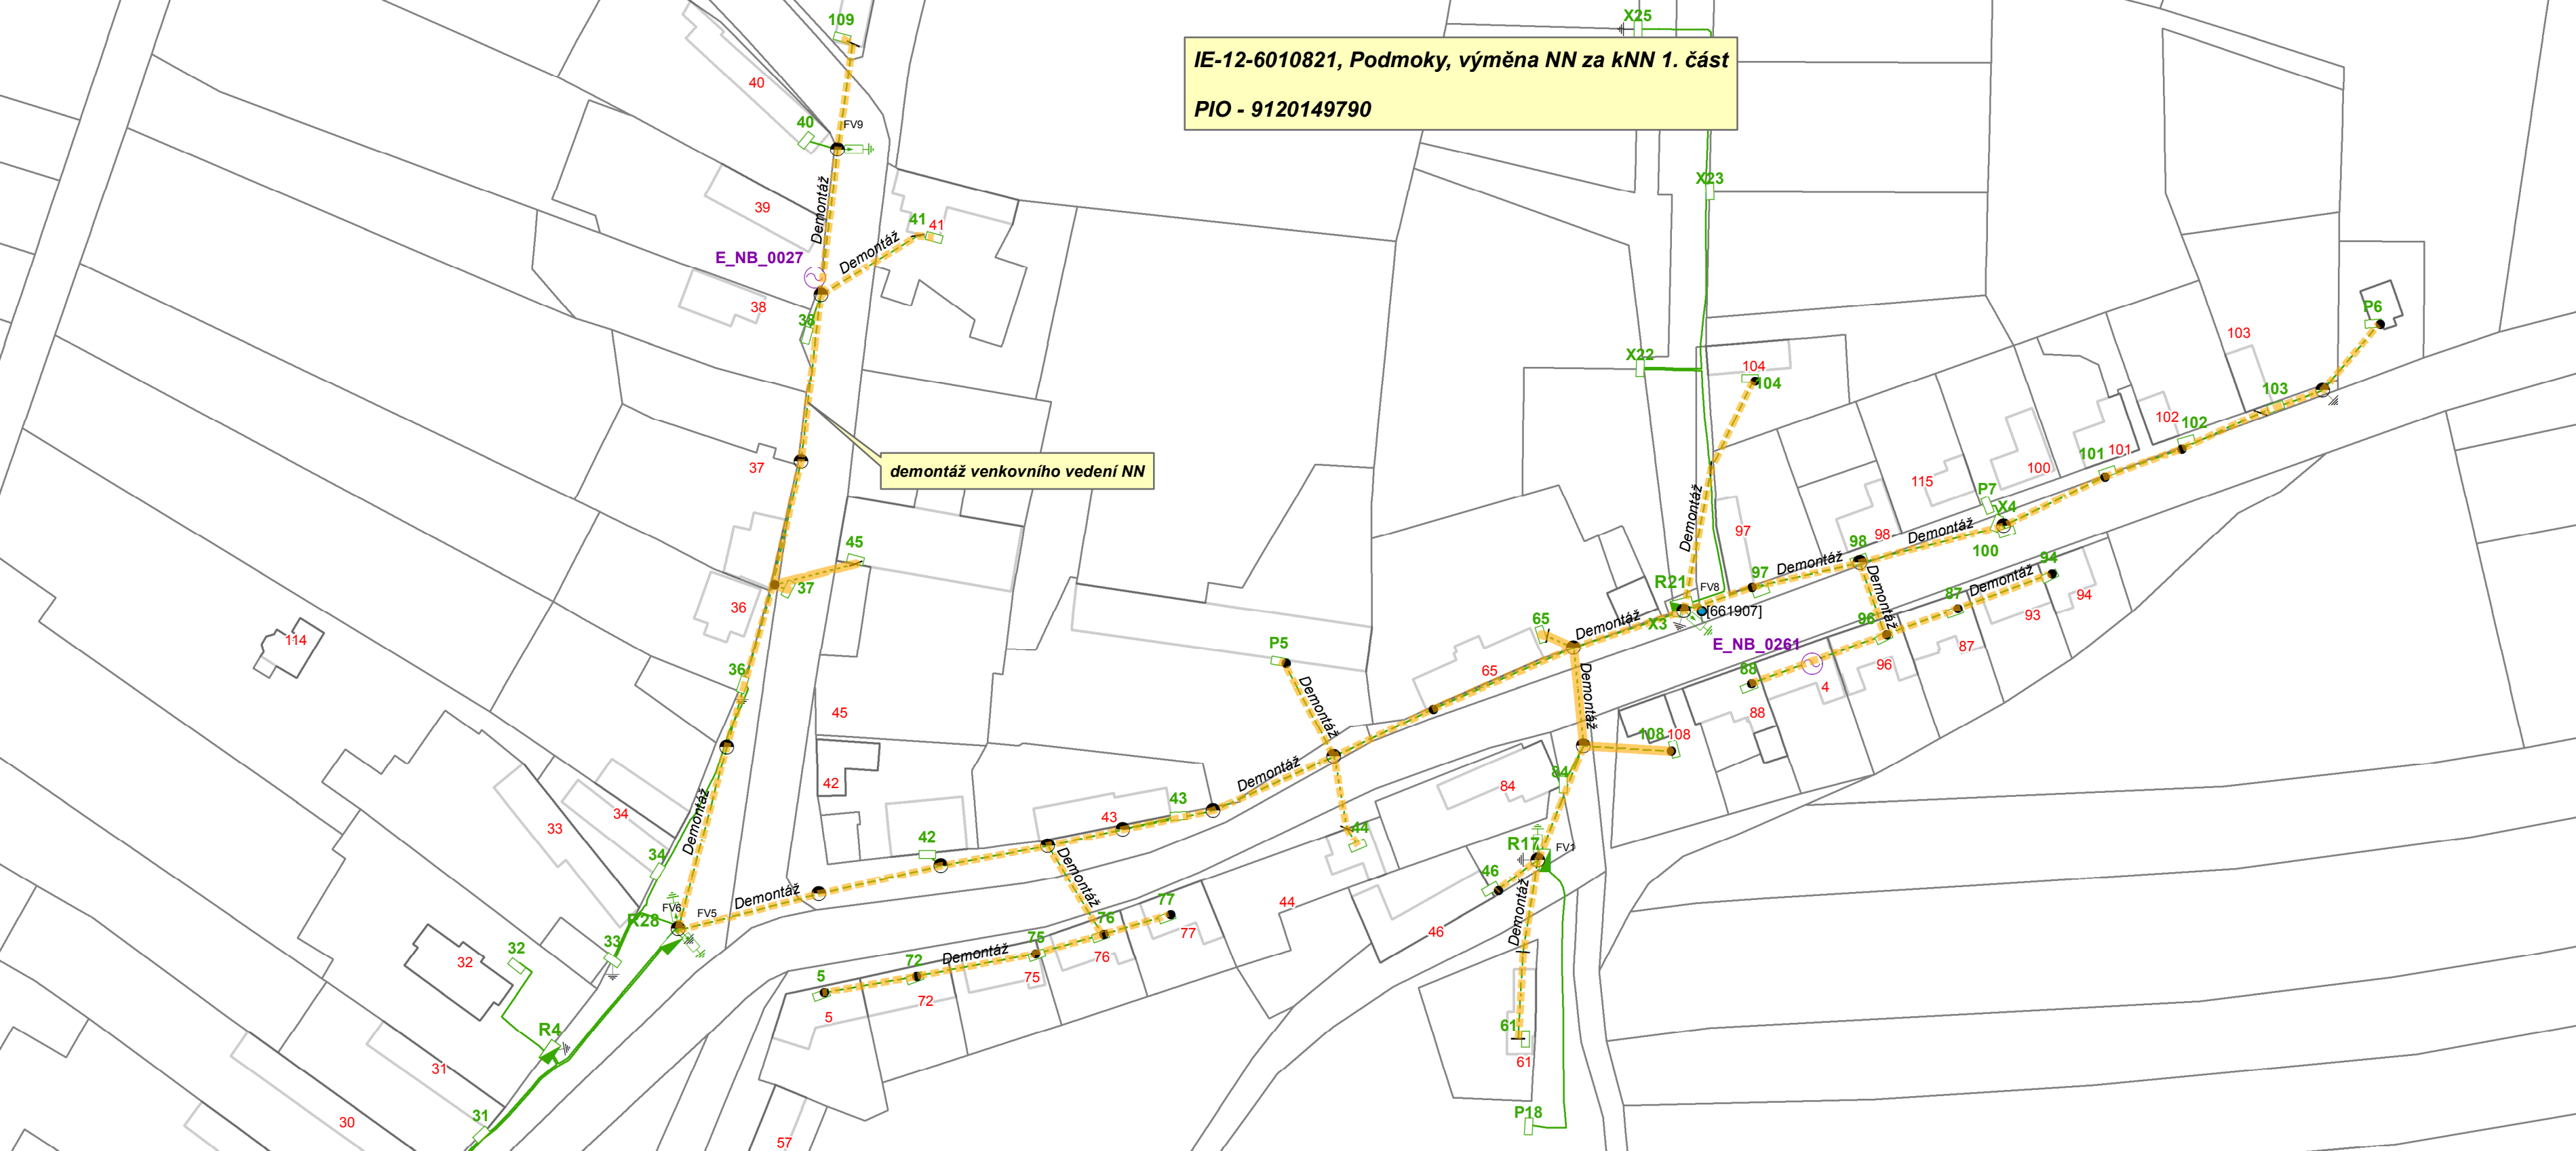 IE-12-6010821, Podmoky, výměna NN za kNN 1. část
PIO - 9120149790
109
X25
40
40
FV9
X23
39
Demontáž
41
41
Demontáž
E_NB_0027
38
38
P6
103
X22
104
104
103
102
102
37
demontáž venkovního vedení NN
101
101
100
115
P7
X4
Demontáž
97
98
98
Demontáž
100
45
37
Demontáž
97
Demontáž
94
94
87
Demontáž
93
R21
FV8
[661907]
X3
36
114
65
Demontáž
96
E_NB_0261
87
96
88
4
88
P5
65
36
Demontáž
Demontáž
45
108
108
42
Demontáž
84
84
43
43
Demontáž
34
33
42
44
Demontáž
34
R17
FV1
46
Demontáž
Demontáž
77
44
FV6
FV5
R28
76
77
46
Demontáž
33
32
32
75
76
5
72
75
72
5
R4
61
61
31
31
P18
30
57